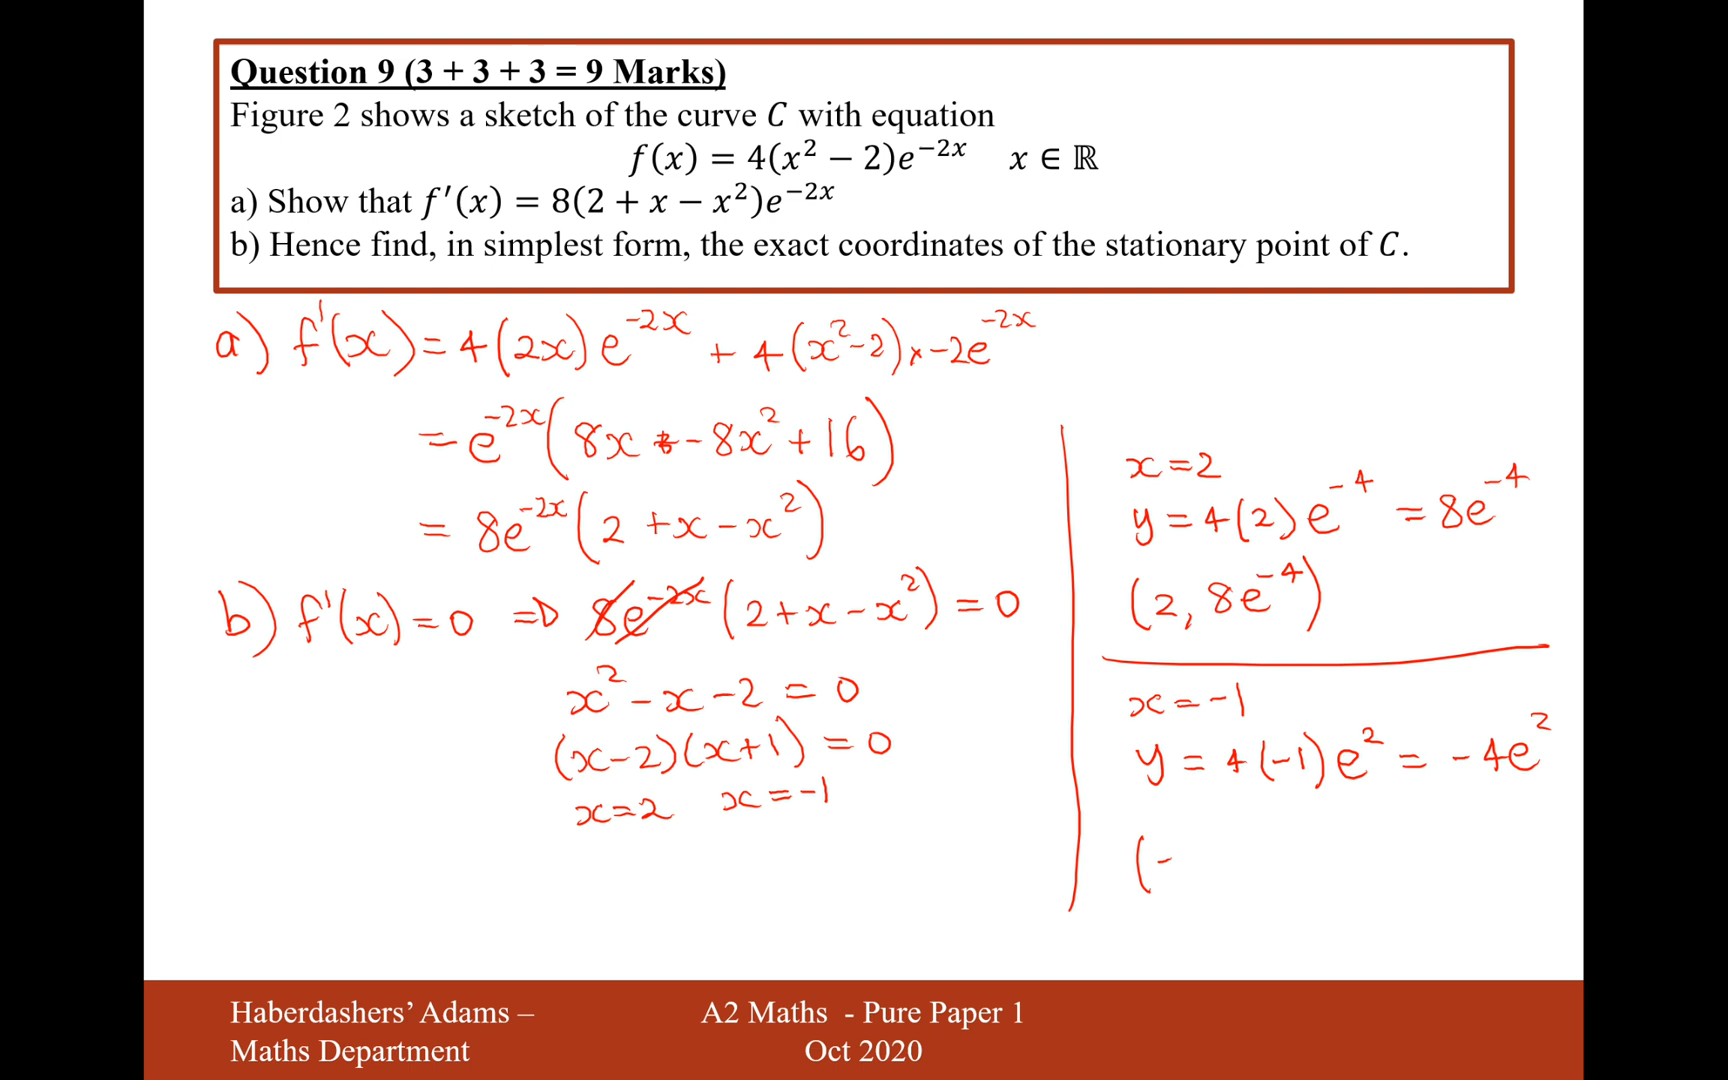 Question 9 (3 + 3 + 3 = 9 Marks)
Figure 2 shows a sketch of the curve C with equation
f(x) = 4(x² − 2)e⁻²ˣ   x ∈ ℝ
a) Show that f′(x) = 8(2 + x − x²)e⁻²ˣ
b) Hence find, in simplest form, the exact coordinates of the stationary point of C.
a) f'(x) = 4(2x)e⁻²ˣ + 4(x²-2)×-2e⁻²ˣ
= e⁻²ˣ(8x - 8x² + 16)
= 8e⁻²ˣ(2 + x - x²)
b) f'(x) = 0 ⇒ 8e⁻²ˣ(2 + x - x²) = 0
x² - x - 2 = 0
(x-2)(x+1) = 0
x = 2   x = -1
x = 2
y = 4(2)e⁻⁴ = 8e⁻⁴
(2, 8e⁻⁴)
x = -1
y = 4(-1)e² = -4e²
(-
Haberdashers’ Adams –
Maths Department
A2 Maths - Pure Paper 1
Oct 2020